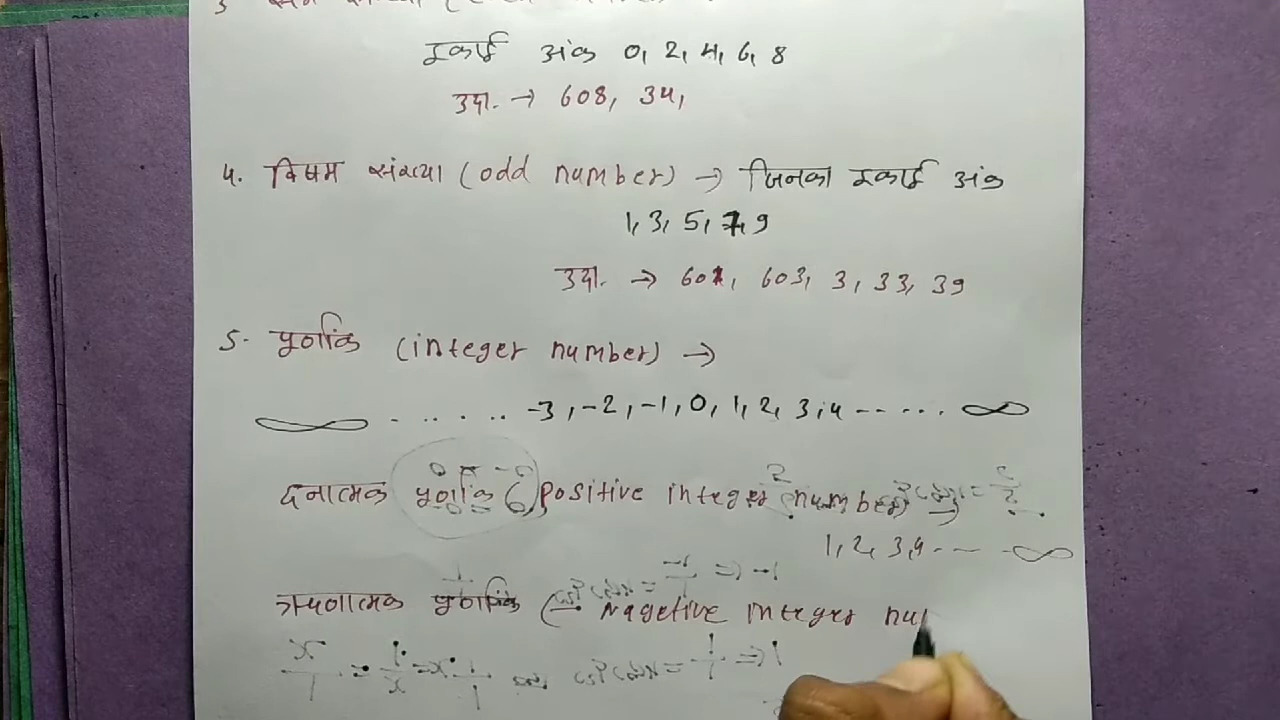 इकाई अंक 0, 2, 4, 6, 8
उदा. → 608, 34,
4. विषम संख्या (odd number) → जिनका इकाई अंक
1, 3, 5, 7, 9
उदा. → 601, 603, 3, 33, 39
5. पूर्णांक (integer number) →
∞ - . . . . . -3, -2, -1, 0, 1, 2, 3, 4 - - . . . . ∞
दनात्मक पूर्णांक (positive integer number) →
1, 2, 3, 4 - - - ∞
ऋणात्मक पूर्णांक ( Nagetive integer nu